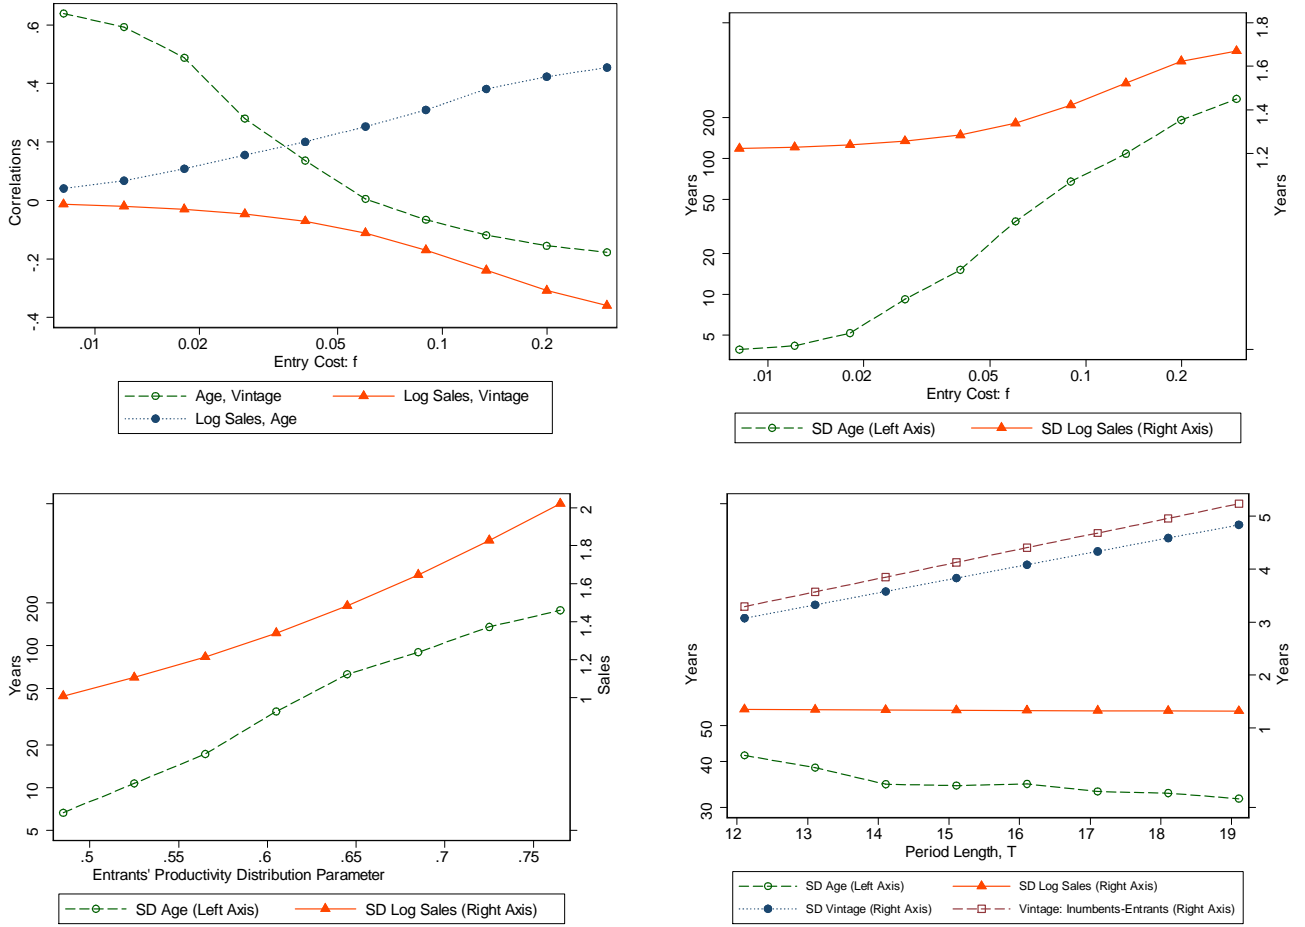 Correlations
.6
.4
.2
0
-.2
-.4
.01 0.02 0.05 0.1 0.2
Entry Cost: f
Age, Vintage
Log Sales, Vintage
Log Sales, Age
Years
200
100
50
20
10
5
1.8
1.6
1.4
1.2
Years
.01 0.02 0.05 0.1 0.2
Entry Cost: f
SD Age (Left Axis)
SD Log Sales (Right Axis)
Years
200
100
50
20
10
5
2
1.8
1.6
1.4
1.2
1
Sales
.5 .55 .6 .65 .7 .75
Entrants' Productivity Distribution Parameter
SD Age (Left Axis)
SD Log Sales (Right Axis)
Years
50
40
30
5
4
3
2
1
Years
12 13 14 15 16 17 18 19
Period Length, T
SD Age (Left Axis)
SD Log Sales (Right Axis)
SD Vintage (Right Axis)
Vintage: Inumbents-Entrants (Right Axis)